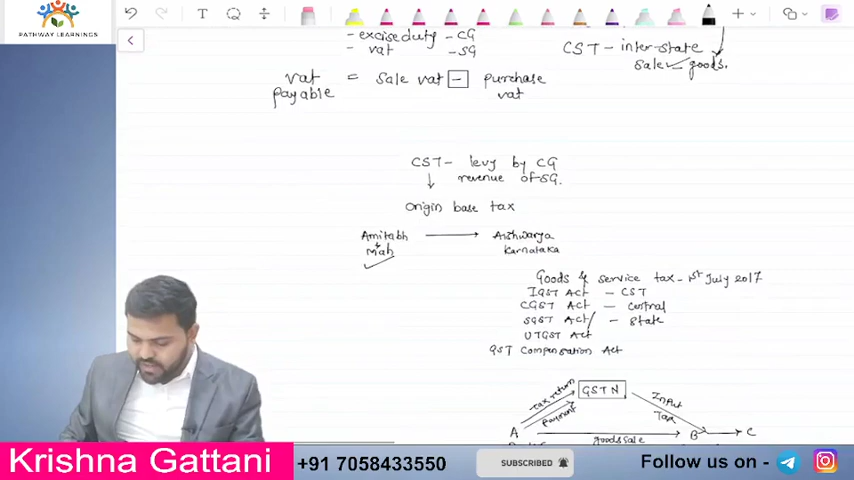 PATHWAY LEARNINGS
- excise duty - CG
- vat - SG
CST - inter-state
sale - goods.
vat payable = sale vat - purchase vat
CST - levy by CG
revenue of SG.
origin base tax
Amitabh → Aishwarya
Mah Karnataka
Goods & service tax - 1st July 2017
IGST Act - CST
CGST Act - Central
SGST Act / - State
UTGST Act
GST Compensation Act
Tax return
Payment
GSTN
Input
Tax
A goods sale B → C
Krishna Gattani
+91 7058433550
SUBSCRIBED
Follow us on -